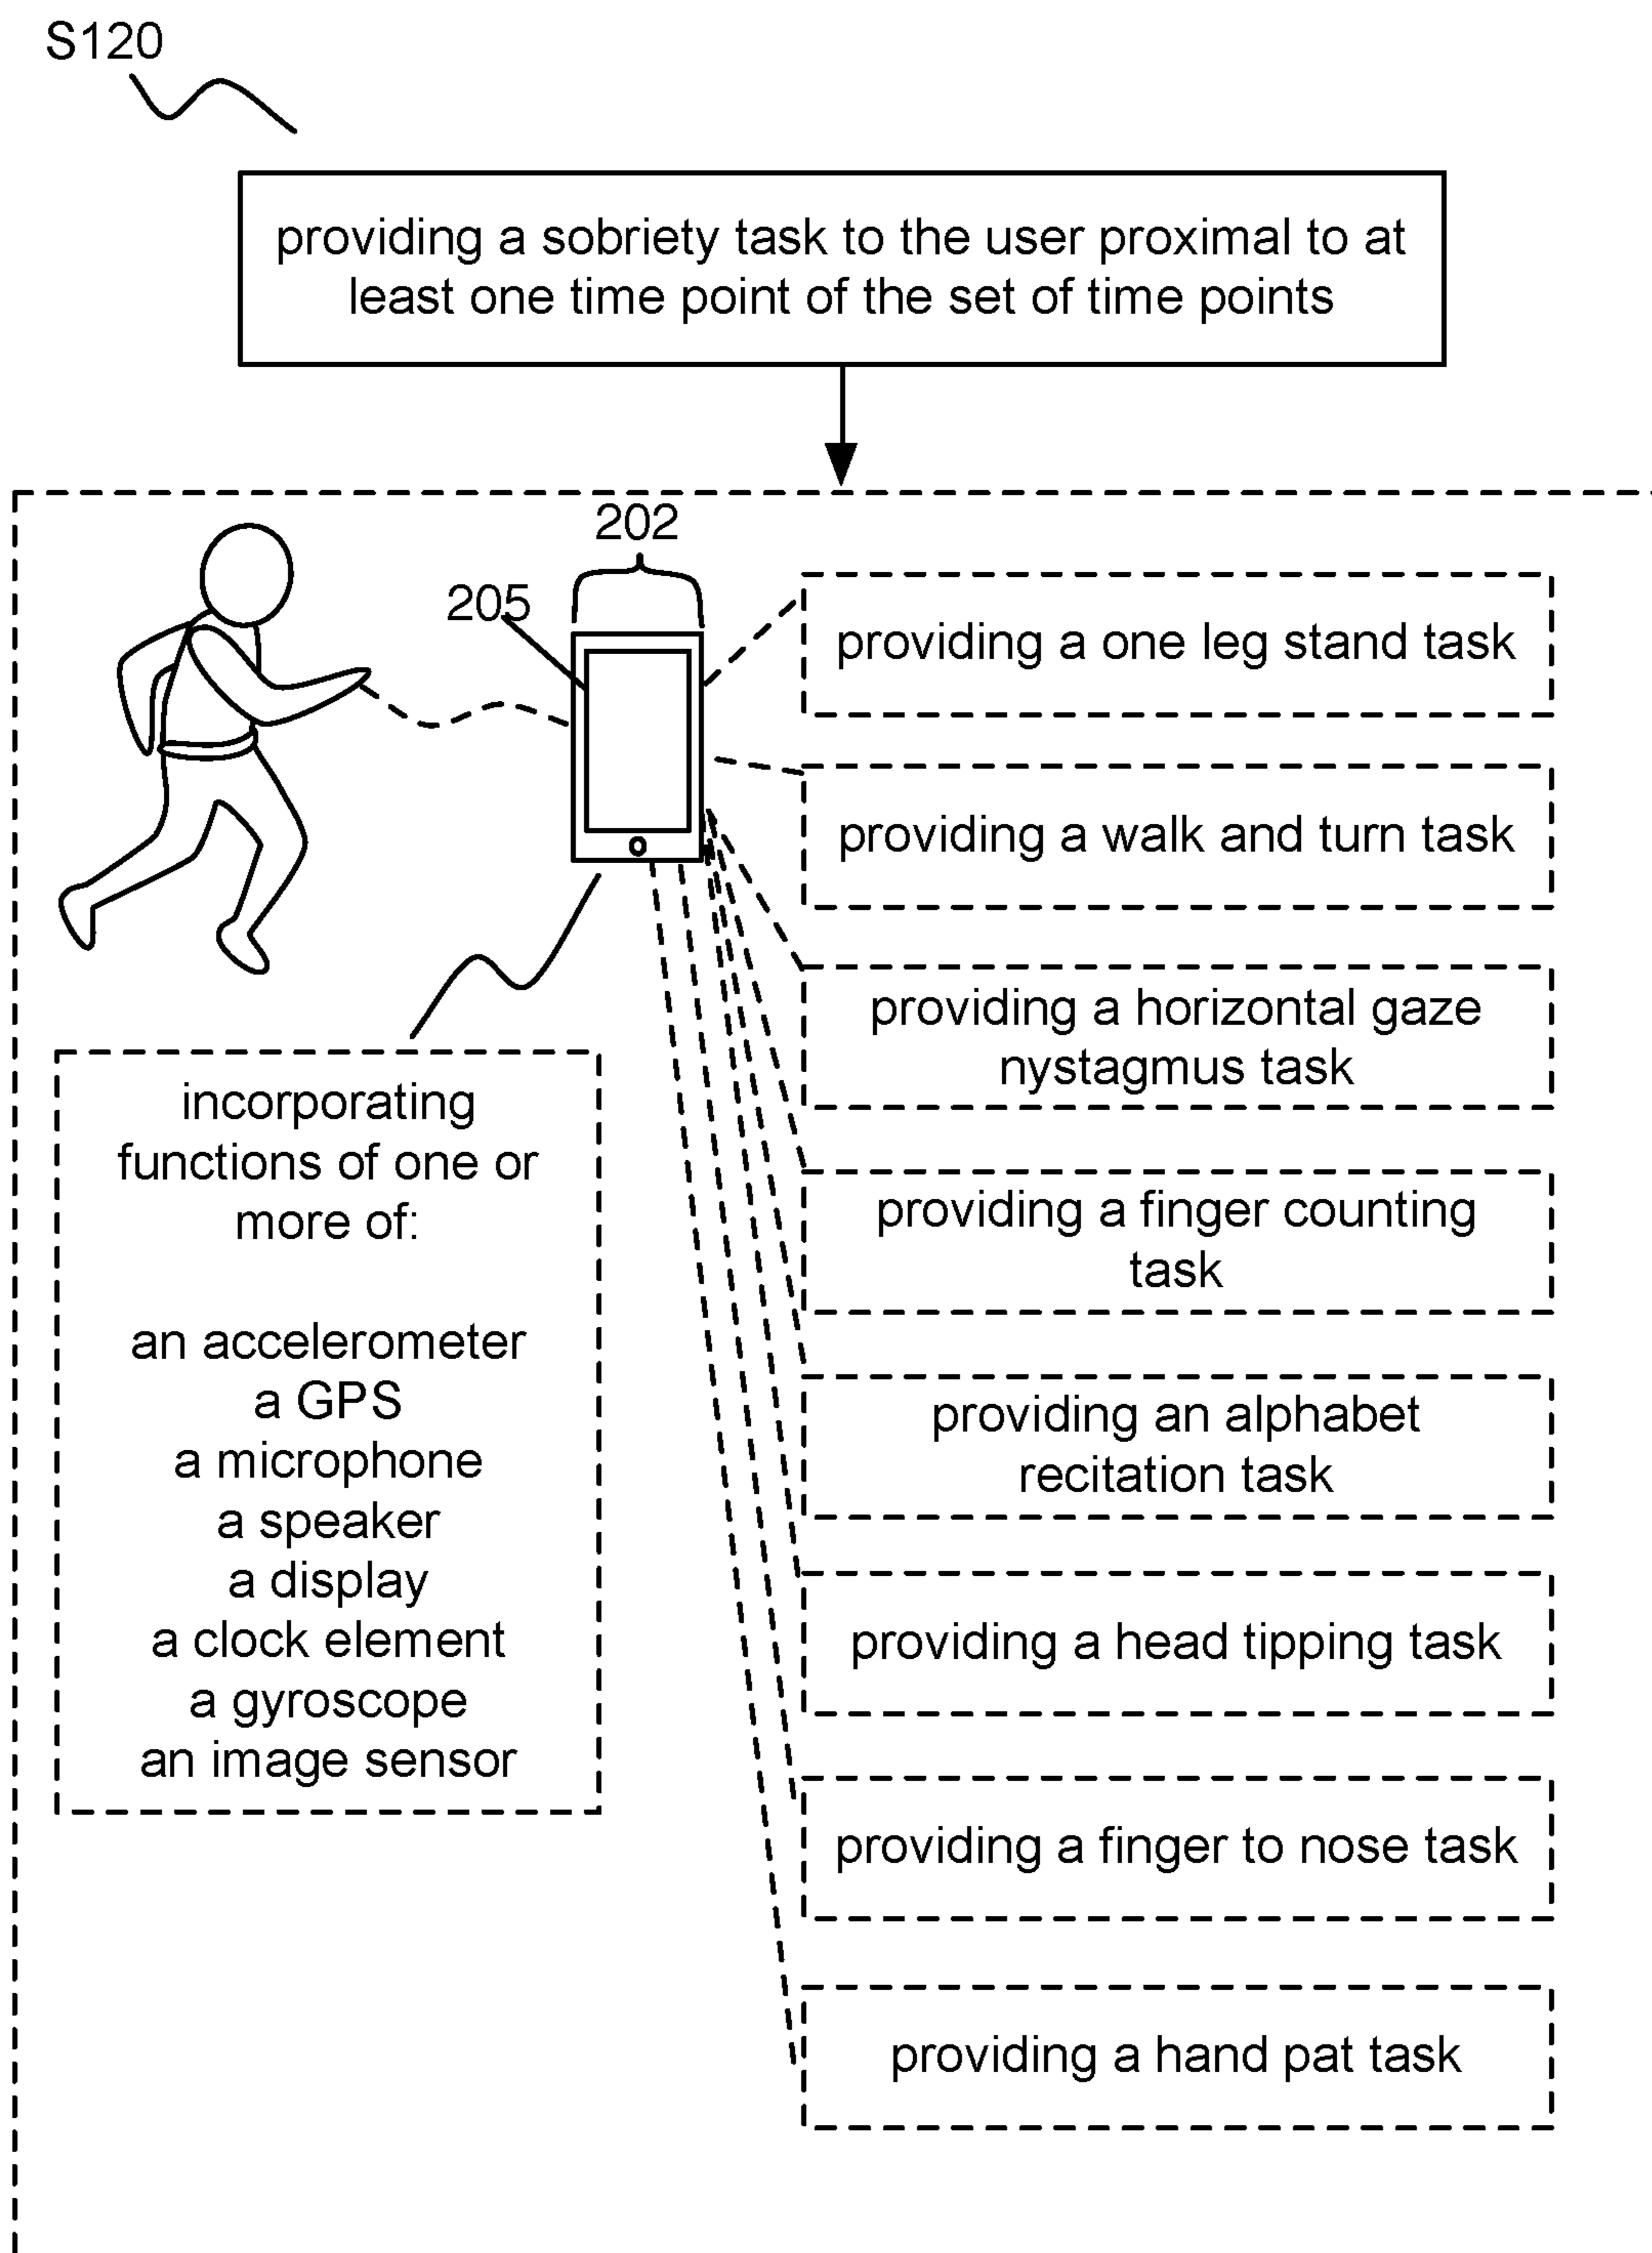 S120
providing a sobriety task to the user proximal to at
least one time point of the set of time points
202
205
providing a one leg stand task
providing a walk and turn task
providing a horizontal gaze
nystagmus task
providing a finger counting
task
providing an alphabet
recitation task
providing a head tipping task
providing a finger to nose task
providing a hand pat task
incorporating
functions of one or
more of:
an accelerometer
a GPS
a microphone
a speaker
a display
a clock element
a gyroscope
an image sensor